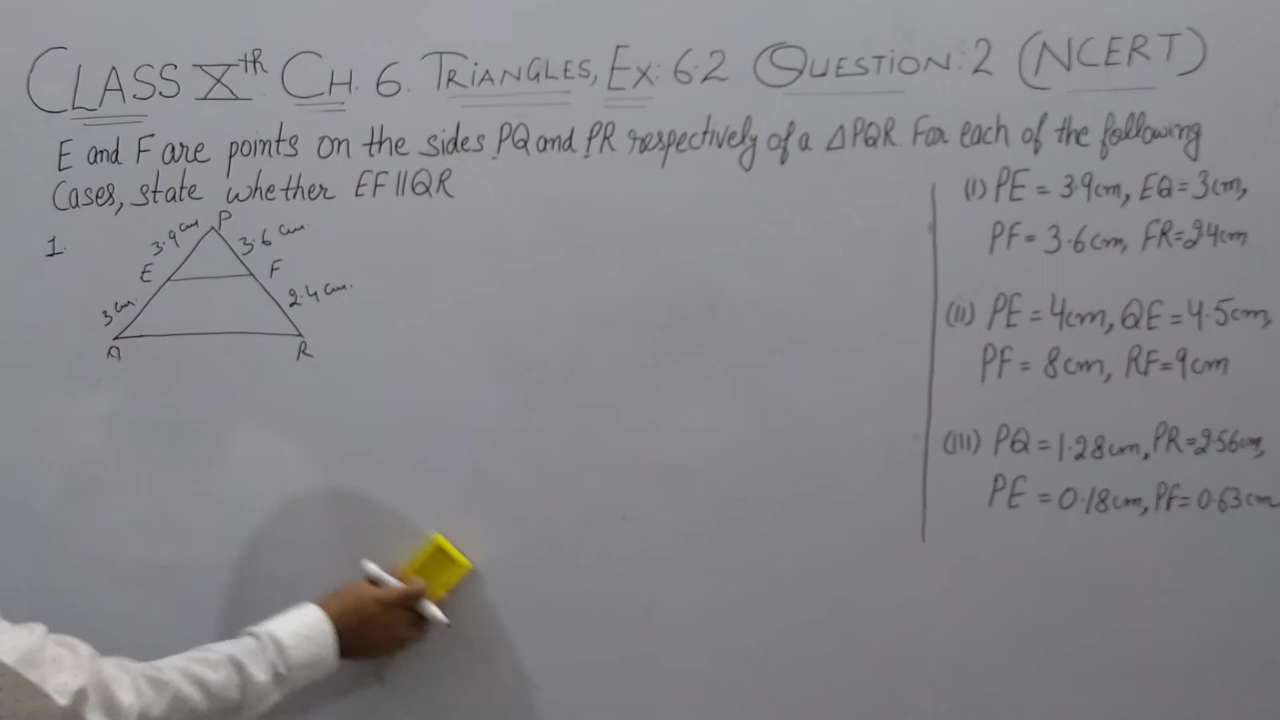 CLASS Xth CH. 6. TRIANGLES, EX: 6.2 QUESTION: 2 (NCERT)
E and F are points on the sides PQ and PR respectively of a △PQR. For each of the following
Cases, state whether EF || QR
1.
P
3.9 cm
3.6 cm.
E
F
3 cm.
2.4 cm.
Q
R
(i) PE = 3.9cm, EQ = 3cm,
PF = 3.6cm, FR = 2.4cm
(ii) PE = 4cm, QE = 4.5cm,
PF = 8cm, RF = 9cm
(iii) PQ = 1.28cm, PR = 2.56cm,
PE = 0.18cm, PF = 0.63cm